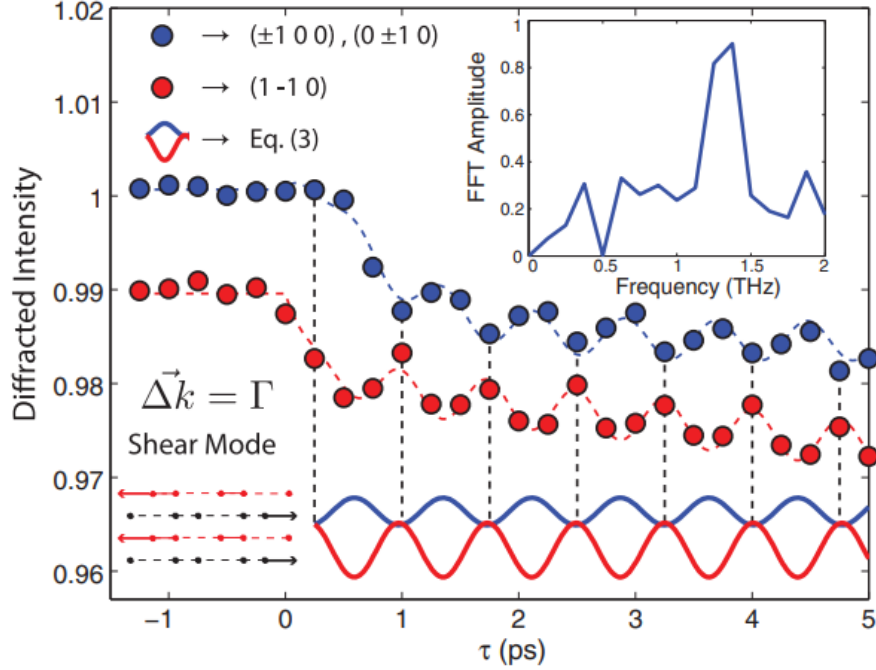 1.02
1.01
1
0.99
0.98
0.97
0.96
Diffracted Intensity
→ (±1 0 0) , (0 ±1 0)
→ (1 -1 0)
→ Eq. (3)
1
0.8
0.6
0.4
0.2
0
FFT Amplitude
0 0.5 1 1.5 2
Frequency (THz)
Δk⃗ = Γ
Shear Mode
−1 0 1 2 3 4 5
τ (ps)